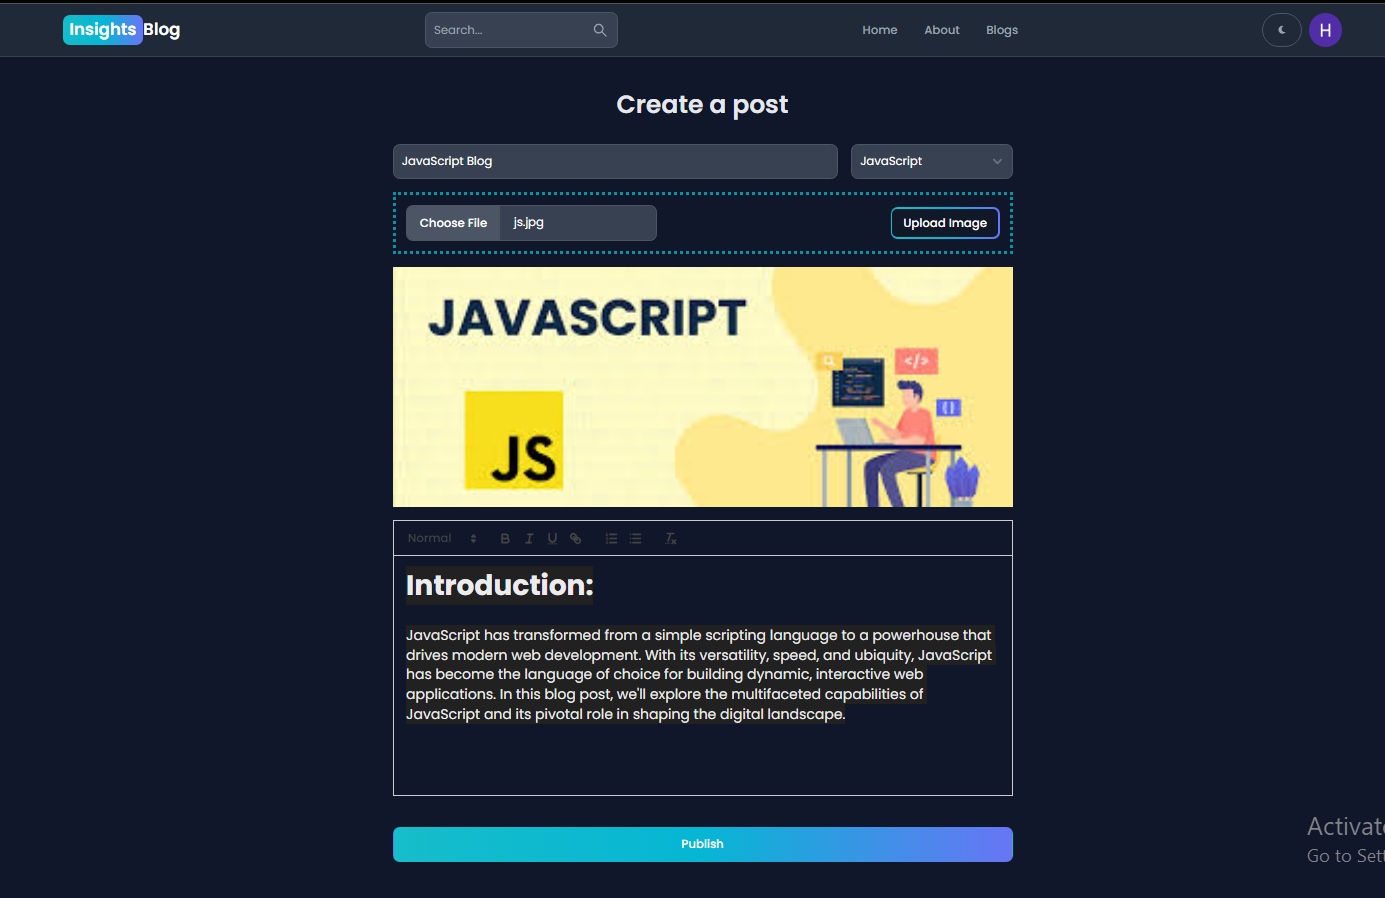 Insights Blog
Search...
Home About Blogs
H
Create a post
JavaScript Blog
JavaScript
Choose File js.jpg
Upload Image
JAVASCRIPT
</>
JS
Normal
B I U
Introduction:
JavaScript has transformed from a simple scripting language to a powerhouse that
drives modern web development. With its versatility, speed, and ubiquity, JavaScript
has become the language of choice for building dynamic, interactive web
applications. In this blog post, we'll explore the multifaceted capabilities of
JavaScript and its pivotal role in shaping the digital landscape.
Publish
Activat
Go to Sett